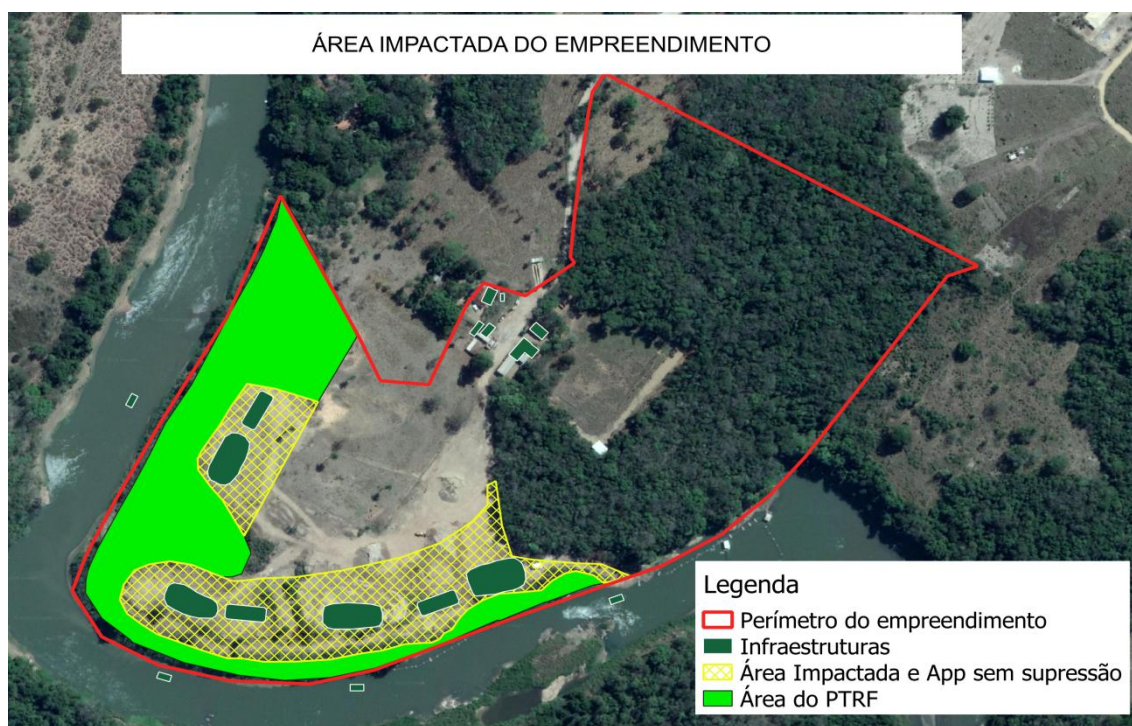 ÁREA IMPACTADA DO EMPREENDIMENTO
Legenda
Perímetro do empreendimento
Infraestruturas
Área Impactada e App sem supressão
Área do PTRF